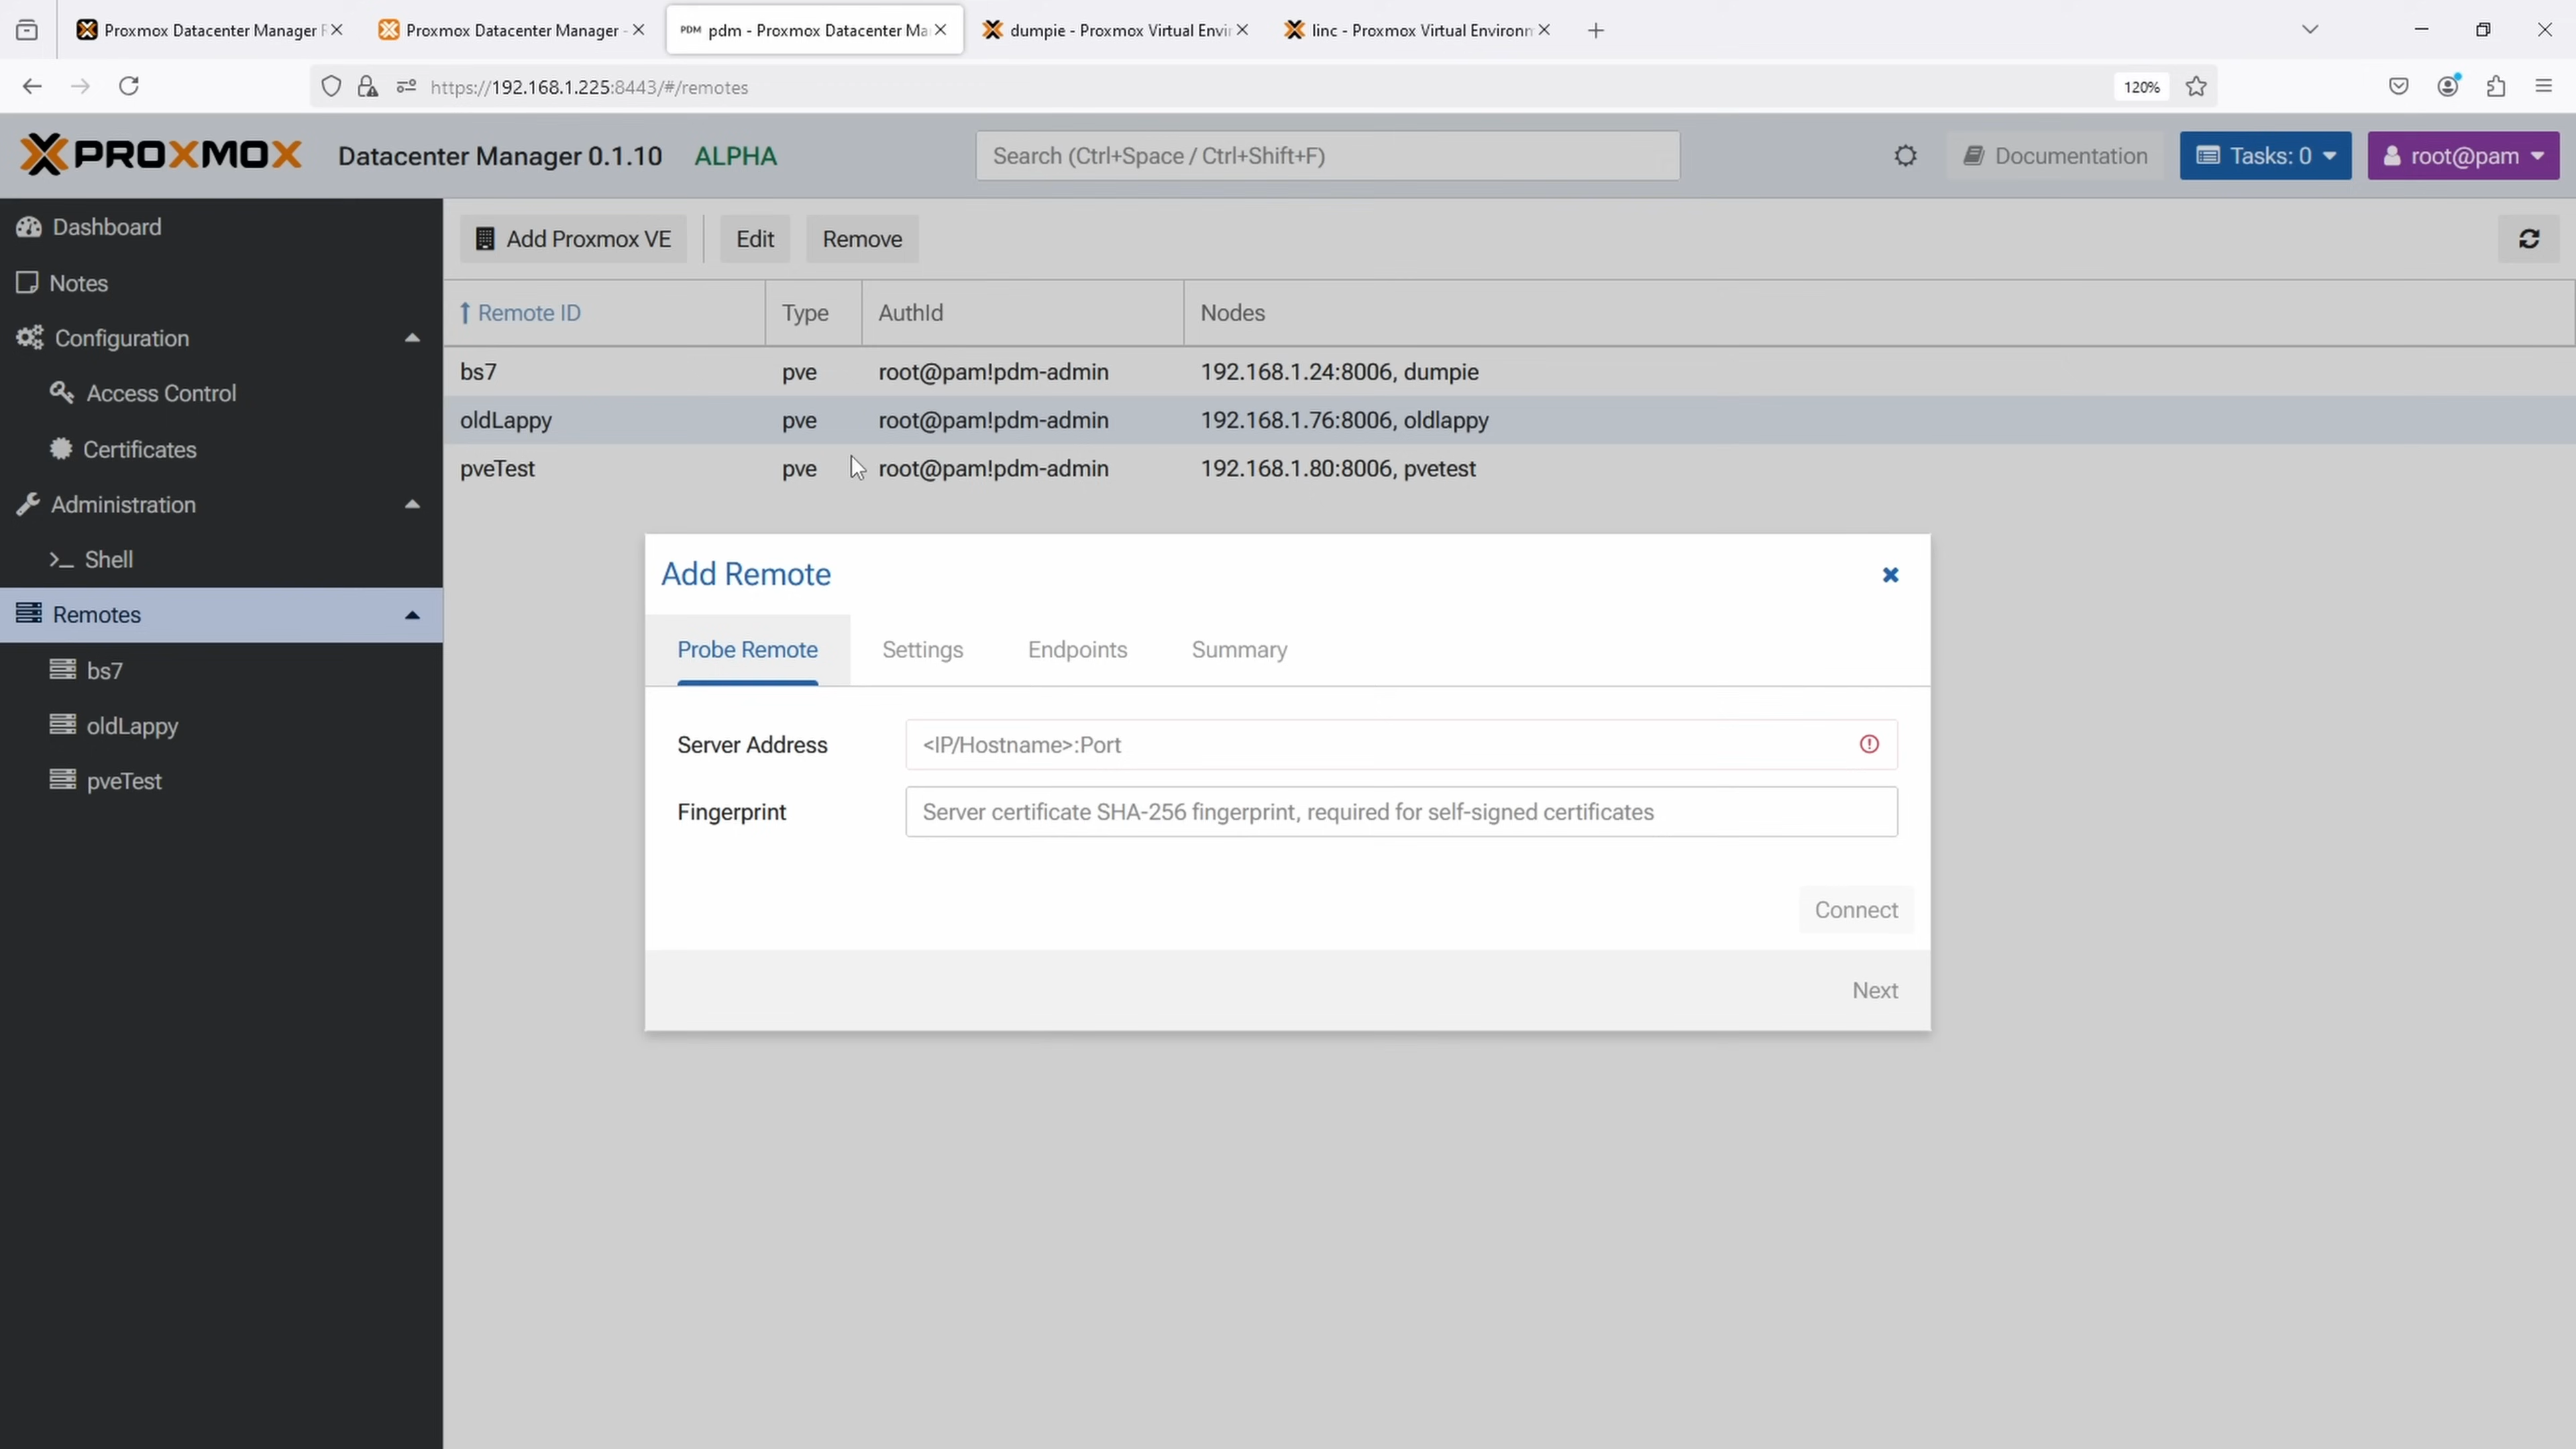 Proxmox Datacenter Manager
Proxmox Datacenter Manager -
PDM pdm - Proxmox Datacenter Ma
dumpie - Proxmox Virtual Envir
linc - Proxmox Virtual Environm
https://192.168.1.225:8443/#/remotes
120%
PROXMOX
Datacenter Manager 0.1.10
ALPHA
Search (Ctrl+Space / Ctrl+Shift+F)
Documentation
Tasks: 0
root@pam
Dashboard
Notes
Configuration
Access Control
Certificates
Administration
Shell
Remotes
bs7
oldLappy
pveTest
Add Proxmox VE
Edit
Remove
Remote ID Type AuthId Nodes
bs7 pve root@pam!pdm-admin 192.168.1.24:8006, dumpie
oldLappy pve root@pam!pdm-admin 192.168.1.76:8006, oldlappy
pveTest pve root@pam!pdm-admin 192.168.1.80:8006, pvetest
Add Remote
Probe Remote Settings Endpoints Summary
Server Address <IP/Hostname>:Port
Fingerprint Server certificate SHA-256 fingerprint, required for self-signed certificates
Connect
Next